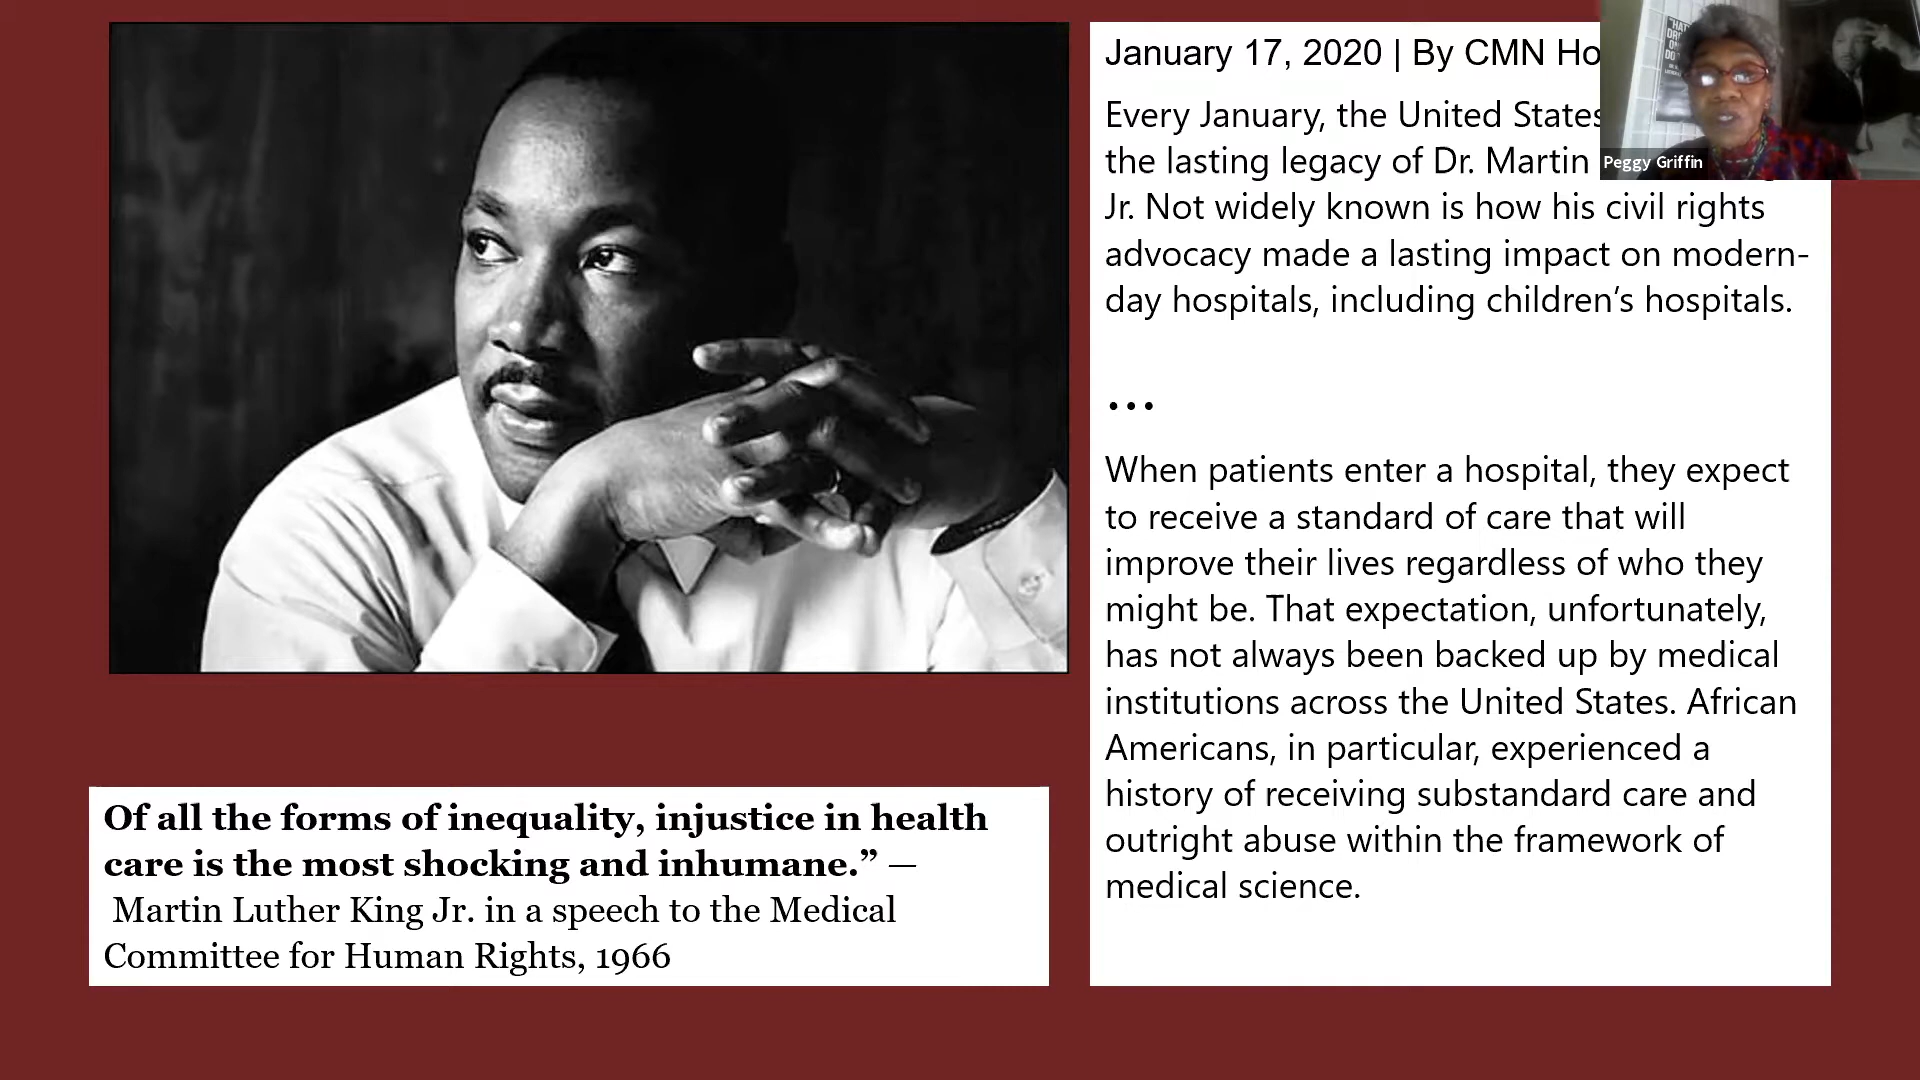 January 17, 2020 | By CMN Ho
Every January, the United States
the lasting legacy of Dr. Martin
Jr. Not widely known is how his civil rights
advocacy made a lasting impact on modern-
day hospitals, including children’s hospitals.
...
When patients enter a hospital, they expect
to receive a standard of care that will
improve their lives regardless of who they
might be. That expectation, unfortunately,
has not always been backed up by medical
institutions across the United States. African
Americans, in particular, experienced a
history of receiving substandard care and
outright abuse within the framework of
medical science.
Of all the forms of inequality, injustice in health
care is the most shocking and inhumane.” —
Martin Luther King Jr. in a speech to the Medical
Committee for Human Rights, 1966
Peggy Griffin